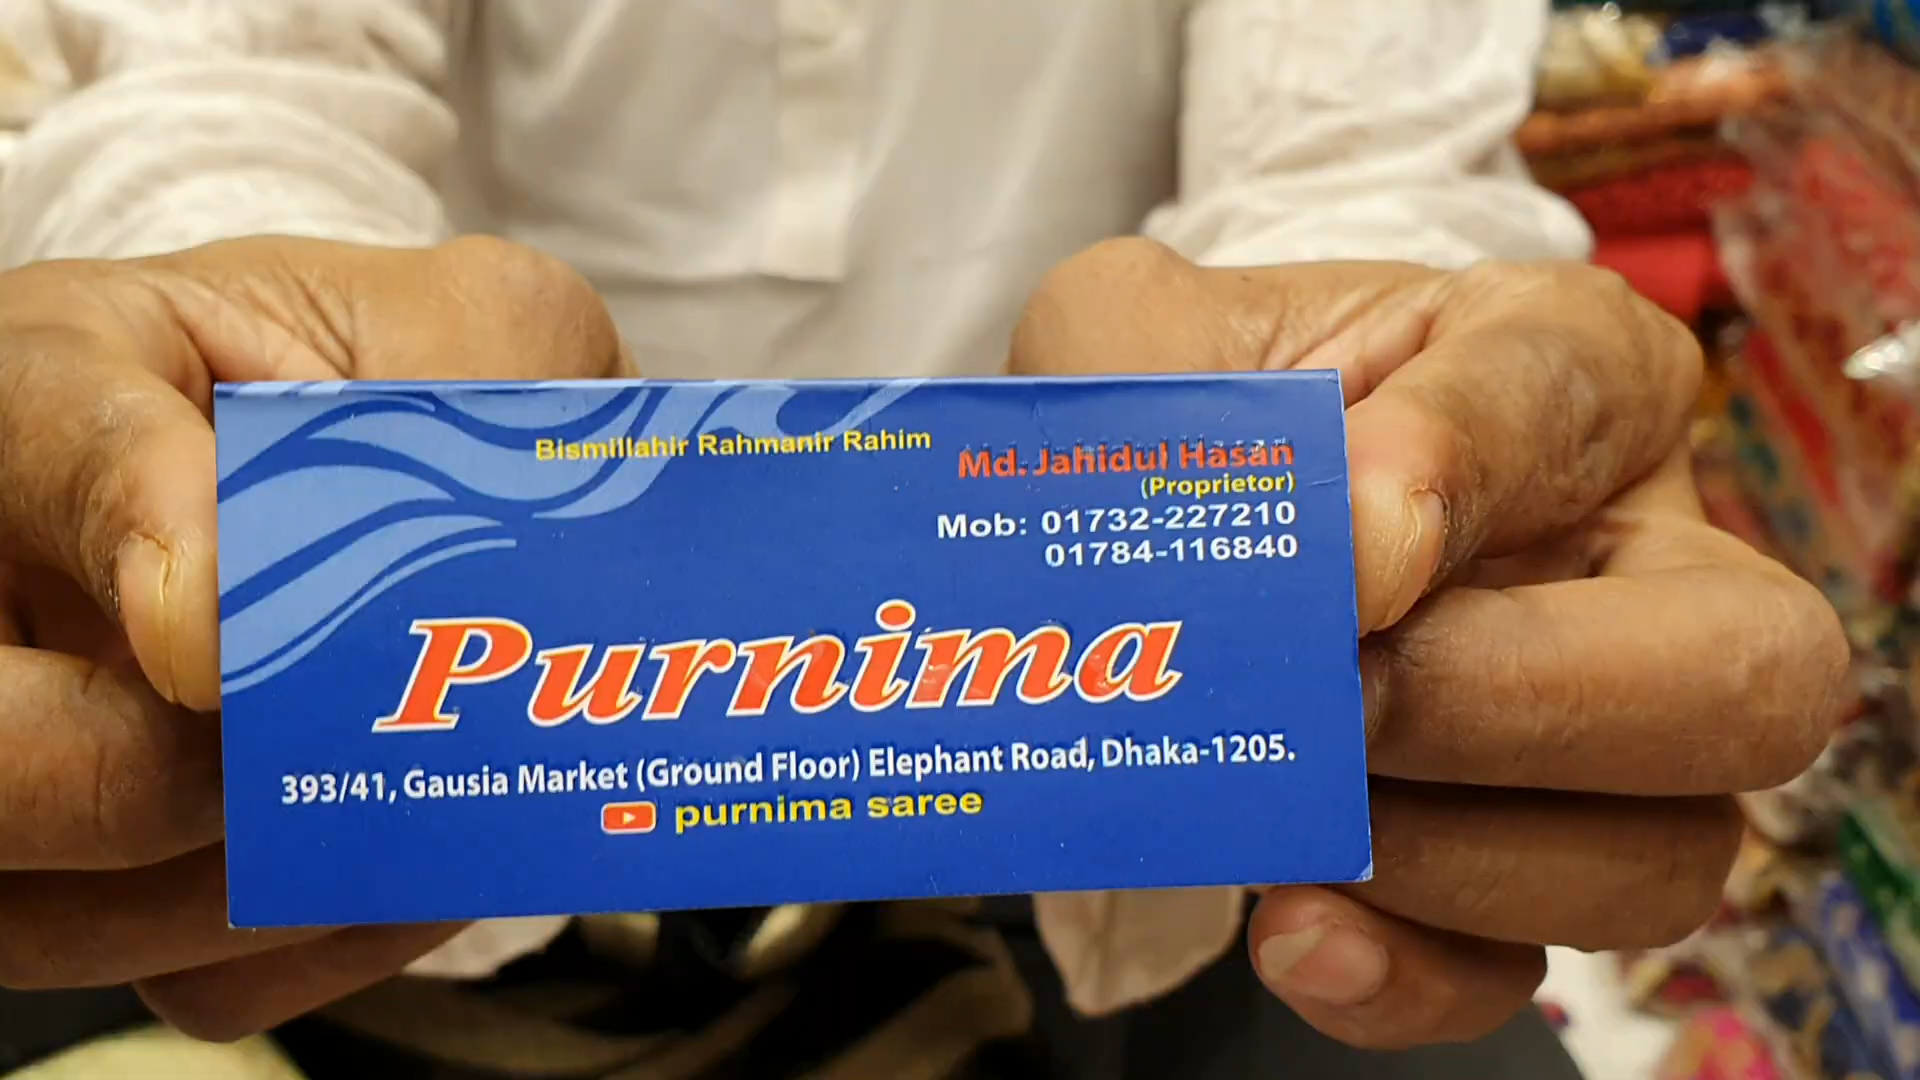 Bismillahir Rahmanir Rahim
Md. Jahidul Hasan
(Proprietor)
Mob: 01732-227210
01784-116840
Purnima
393/41, Gausia Market (Ground Floor) Elephant Road, Dhaka-1205.
purnima saree